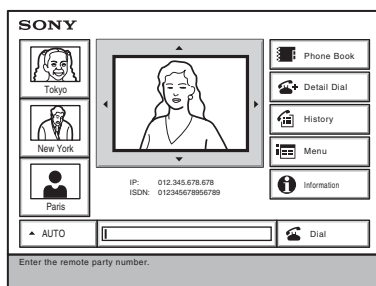 SONY
Tokyo
New York
Paris
IP: 012.345.678.678
ISDN: 012345678956789
Phone Book
Detail Dial
History
Menu
Information
AUTO
Dial
Enter the remote party number.